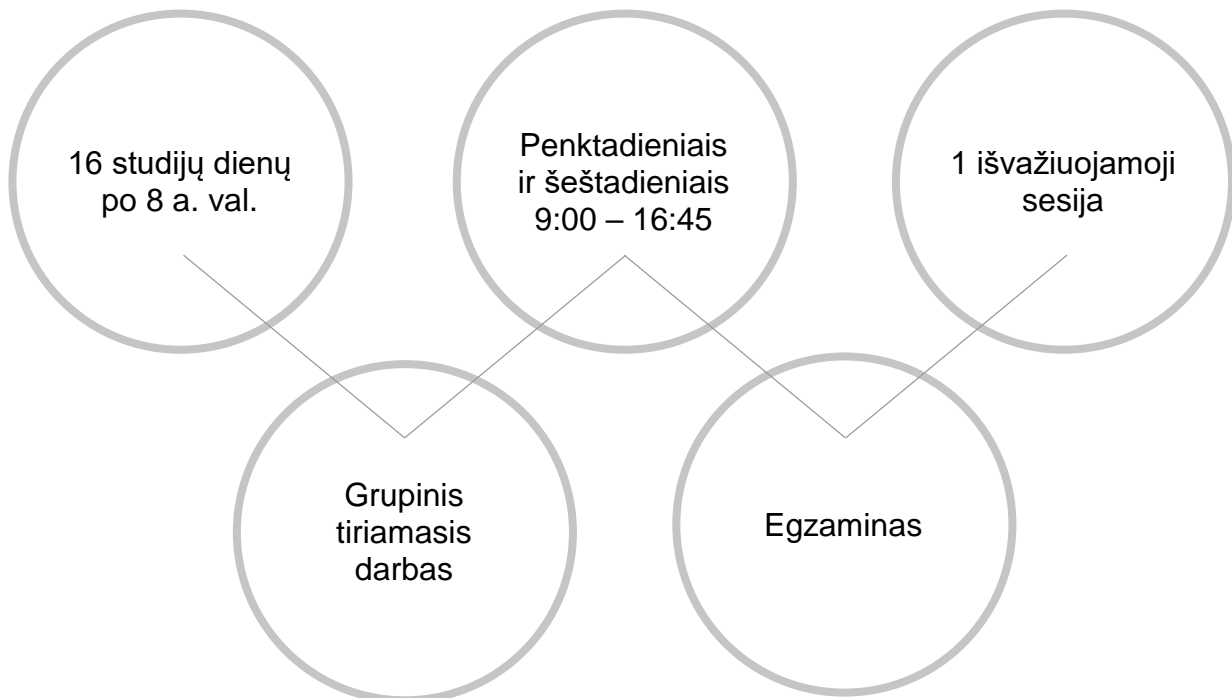 16 studijų dienų
po 8 a. val.
Penktadieniais
ir šeštadieniais
9:00 – 16:45
1 išvažiuojamoji
sesija
Grupinis
tiriamasis
darbas
Egzaminas